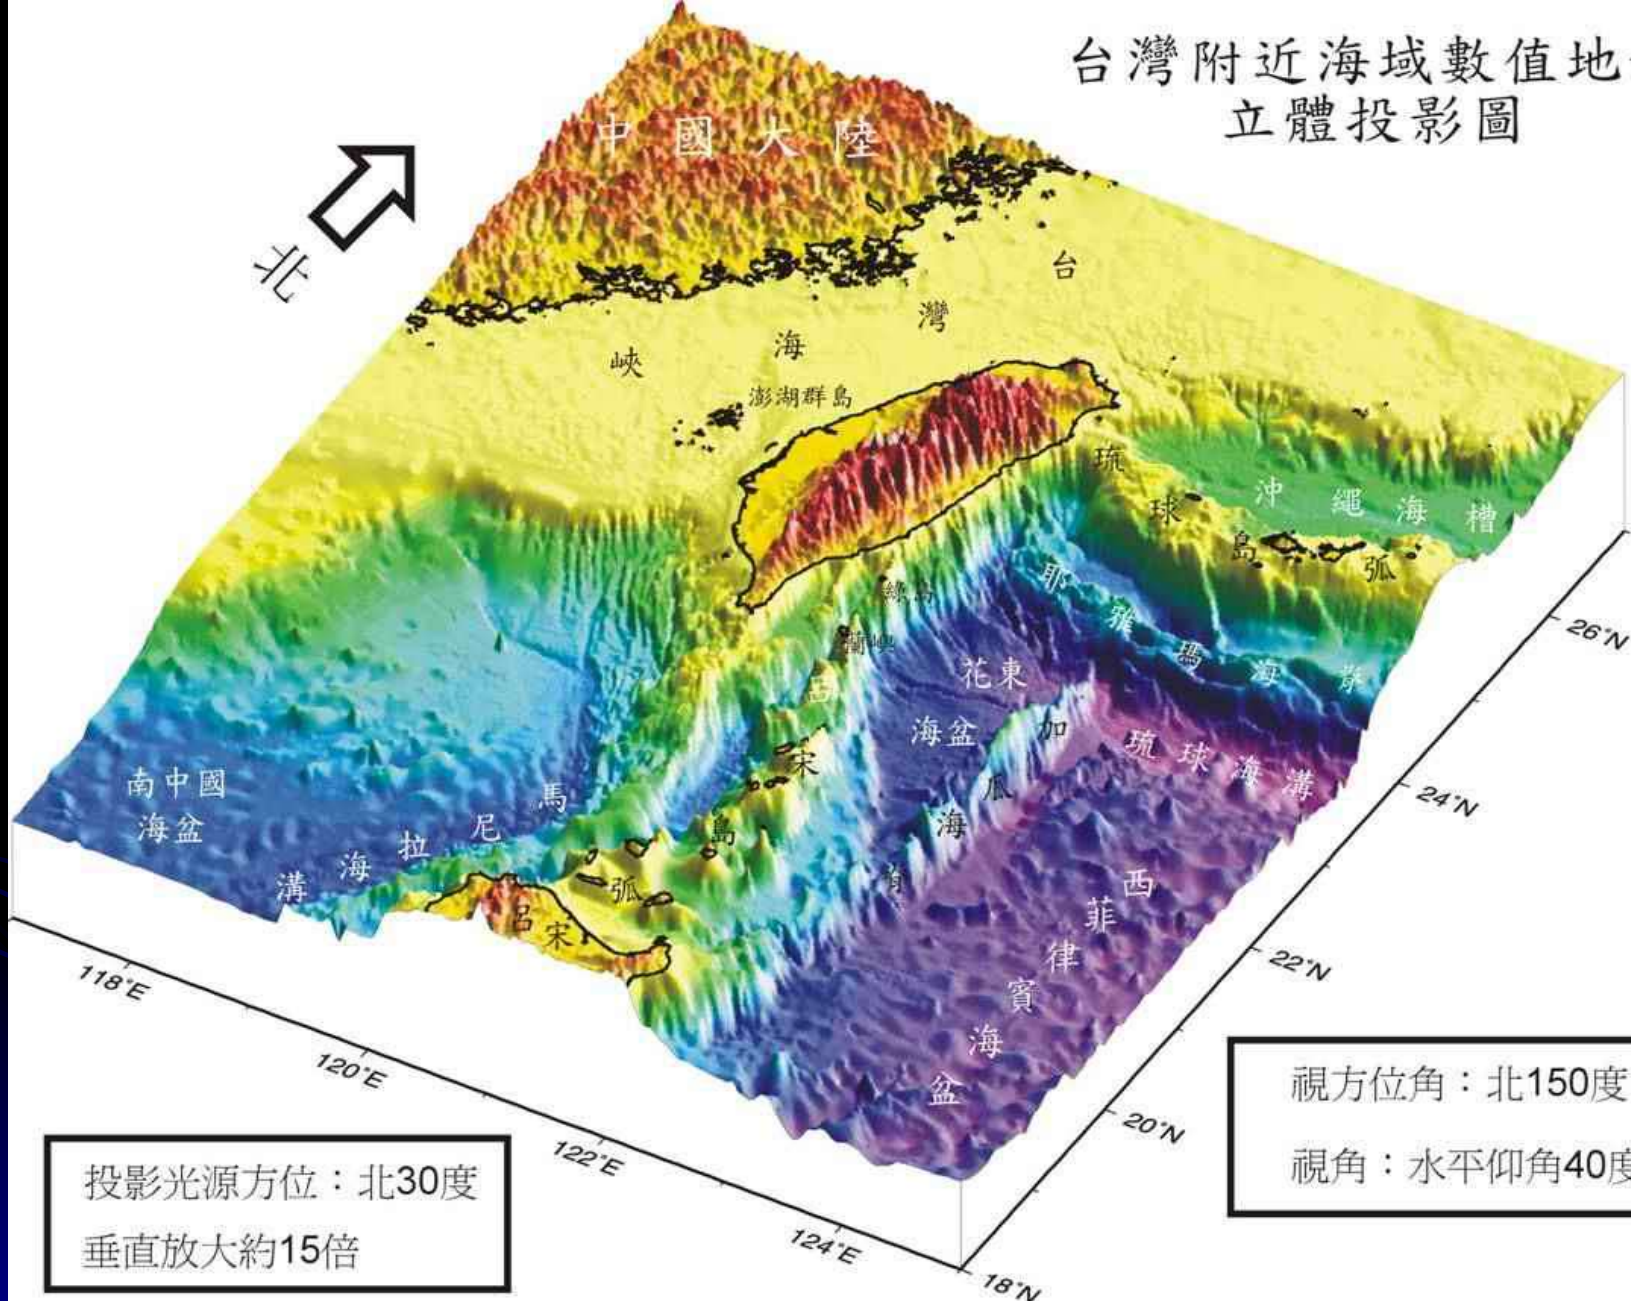 台灣附近海域數值地
立體投影圖
中國大陸
北
台灣海峽
澎湖群島
琉球島弧
沖繩海槽
綠島
蘭嶼
耶雅瑪海脊
花東
海盆
加瓜海脊
琉球海溝
呂宋島弧
南中國
海盆
馬尼拉海溝
呂宋
西菲律賓海盆
26°N
24°N
22°N
20°N
18°N
118°E
120°E
122°E
124°E
投影光源方位：北30度
垂直放大約15倍
視方位角：北150度
視角：水平仰角40度